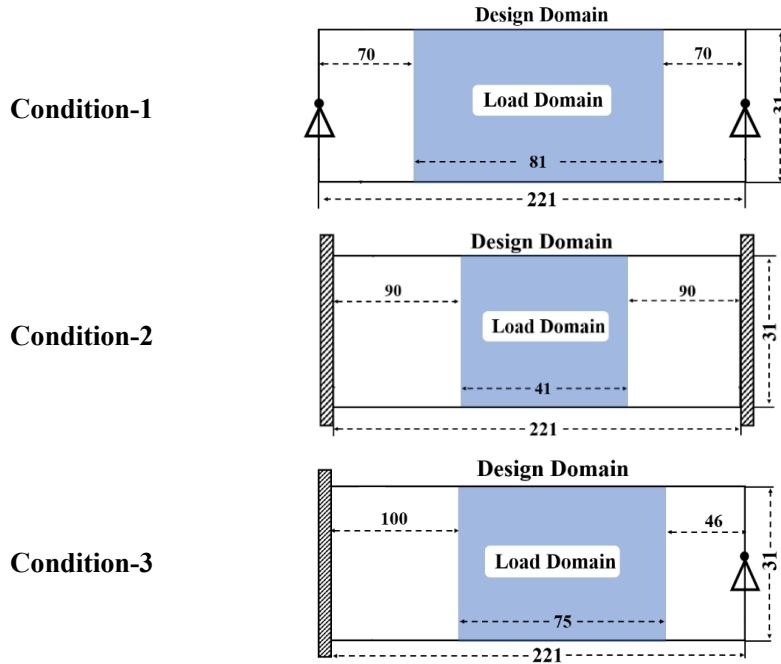 Design Domain
70
70
Condition-1
Load Domain
31
81
221
Design Domain
90
90
Condition-2
Load Domain
31
41
221
Design Domain
100
46
Condition-3
Load Domain
31
75
221